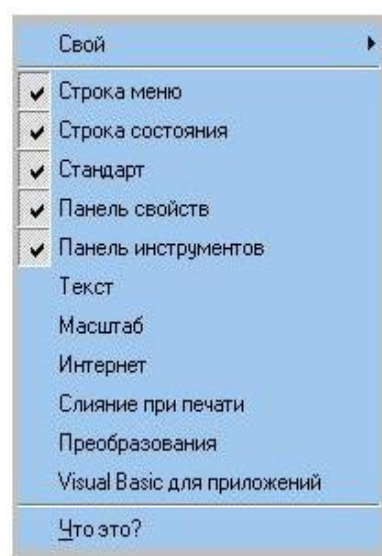 Свой
Строка меню
Строка состояния
Стандарт
Панель свойств
Панель инструментов
Текст
Масштаб
Интернет
Слияние при печати
Преобразования
Visual Basic для приложений
Что это?